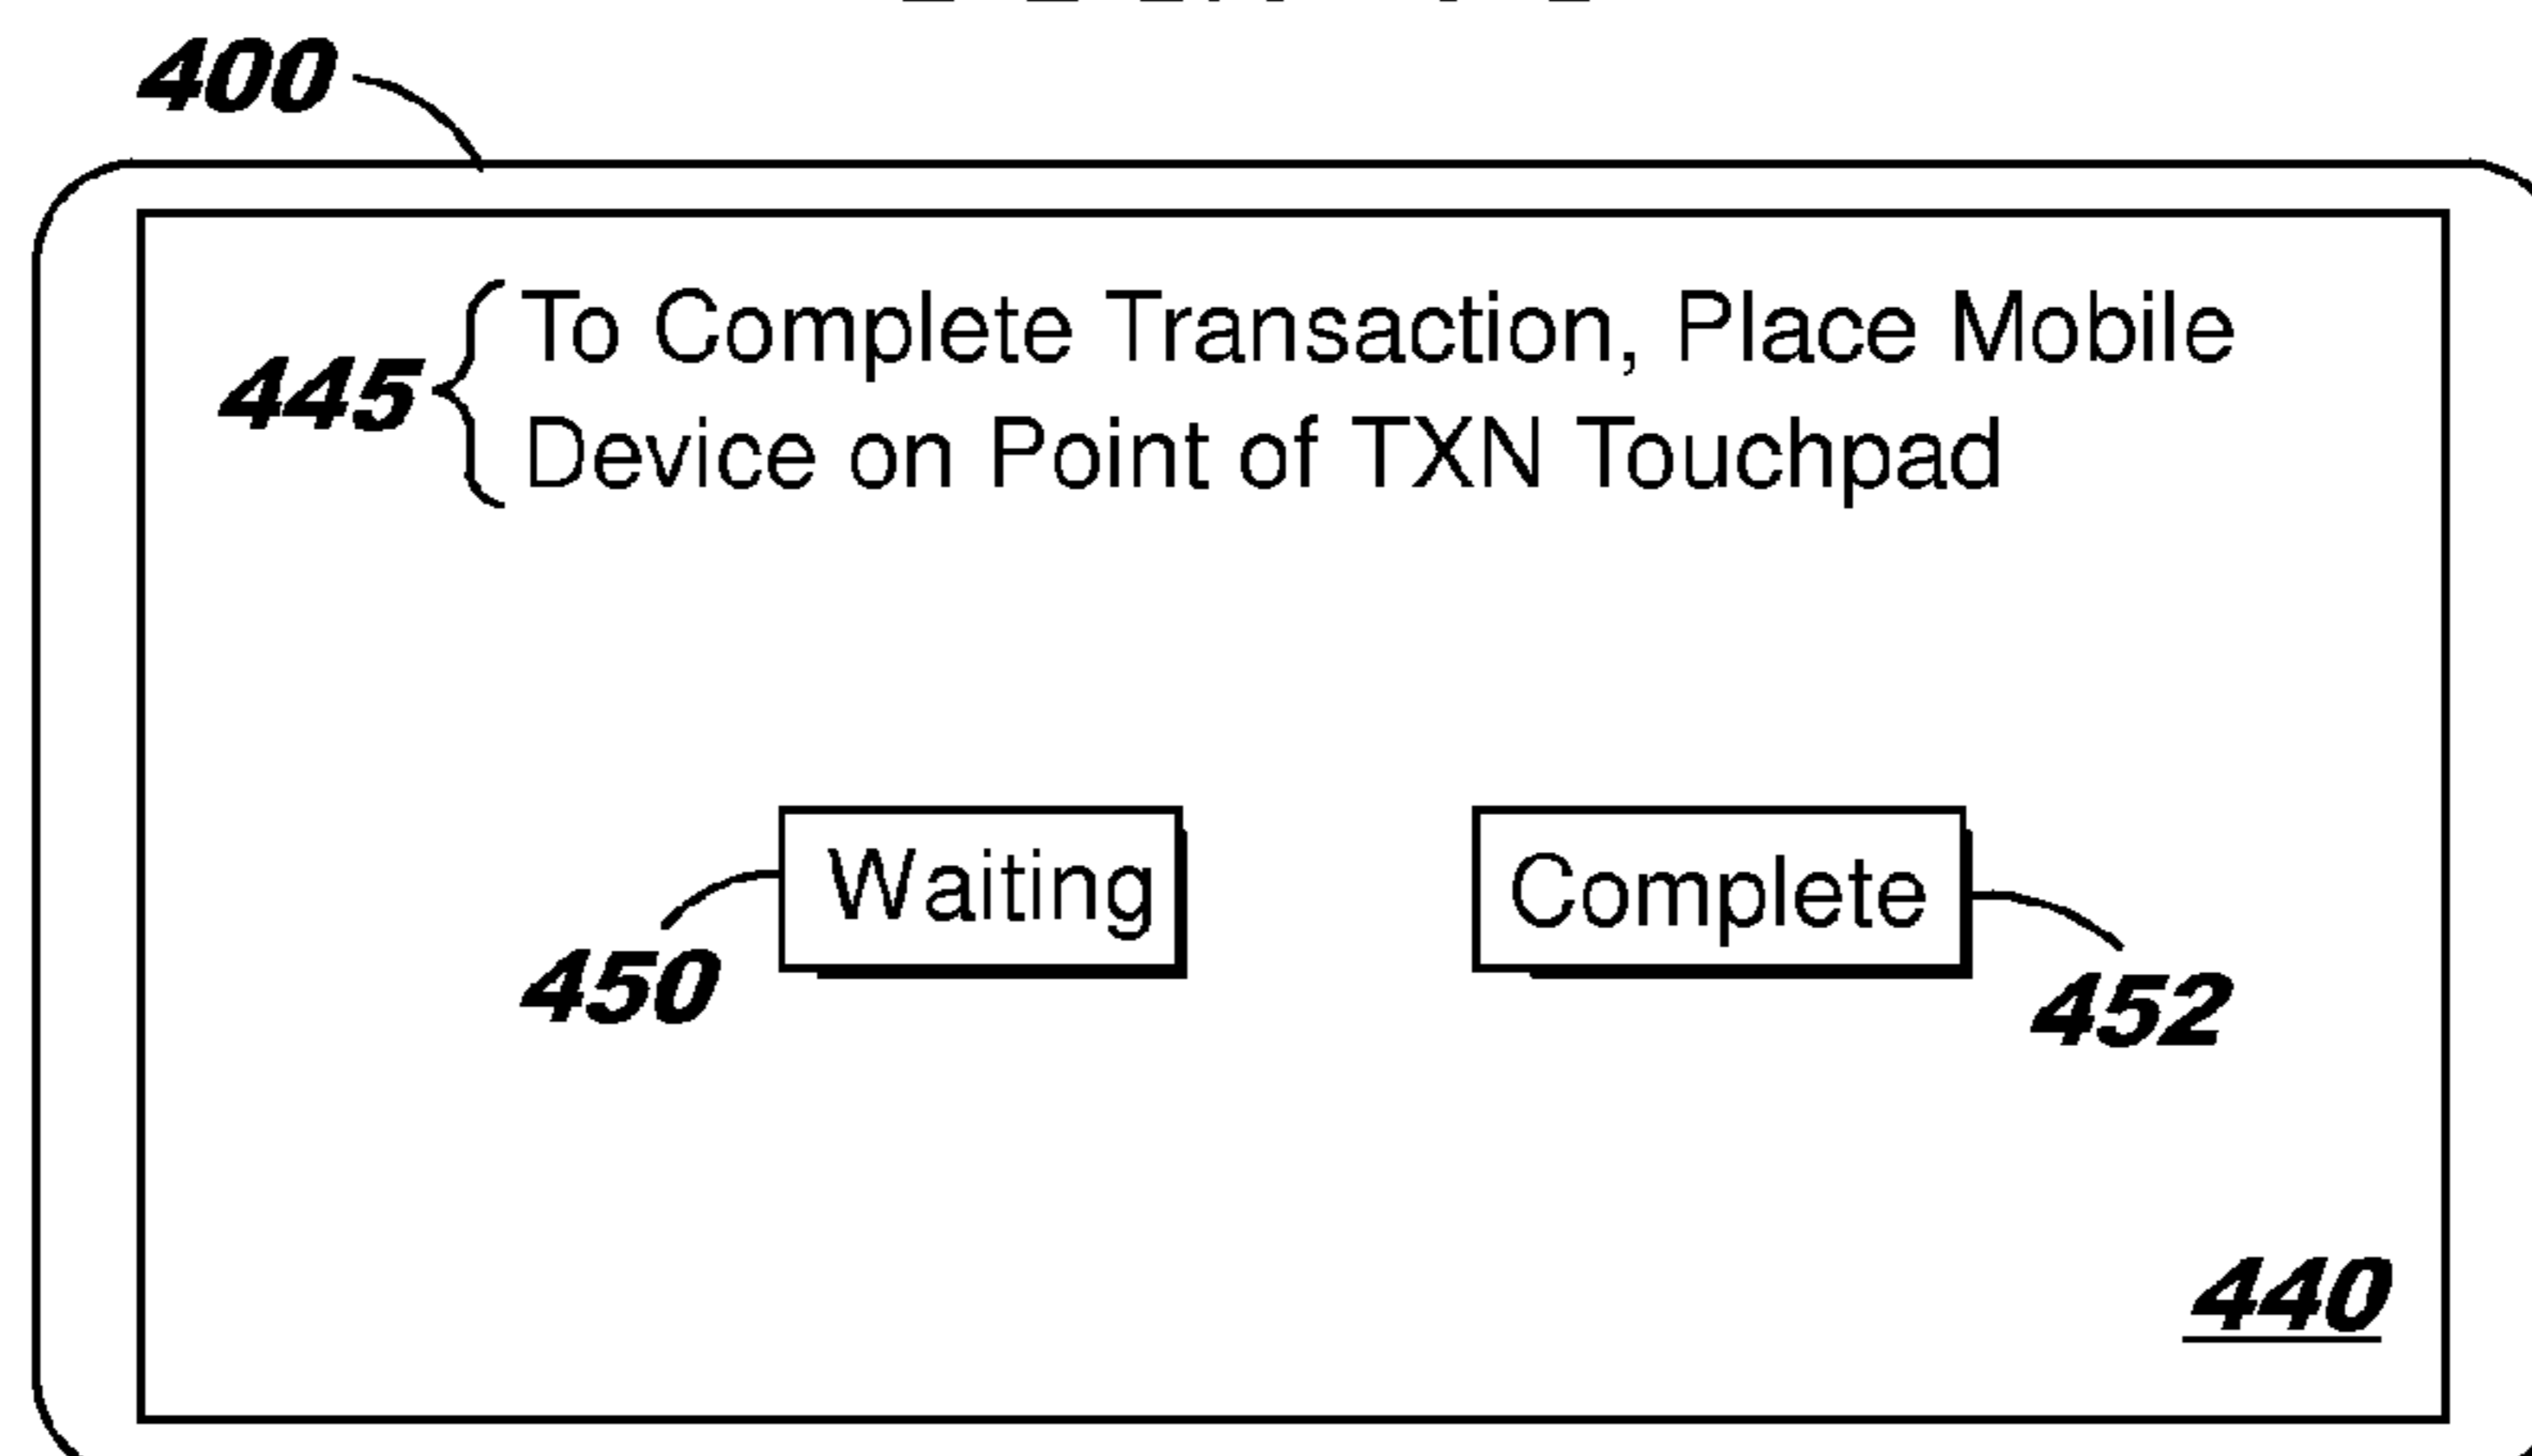 400
445
To Complete Transaction, Place Mobile
Device on Point of TXN Touchpad
Waiting
Complete
450
452
440